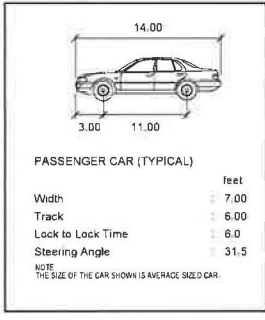 14.00
3.00 11.00
PASSENGER CAR (TYPICAL)
feet
Width : 7.00
Track : 6.00
Lock to Lock Time : 6.0
Steering Angle : 31.5
NOTE
THE SIZE OF THE CAR SHOWN IS AVERAGE SIZED CAR.